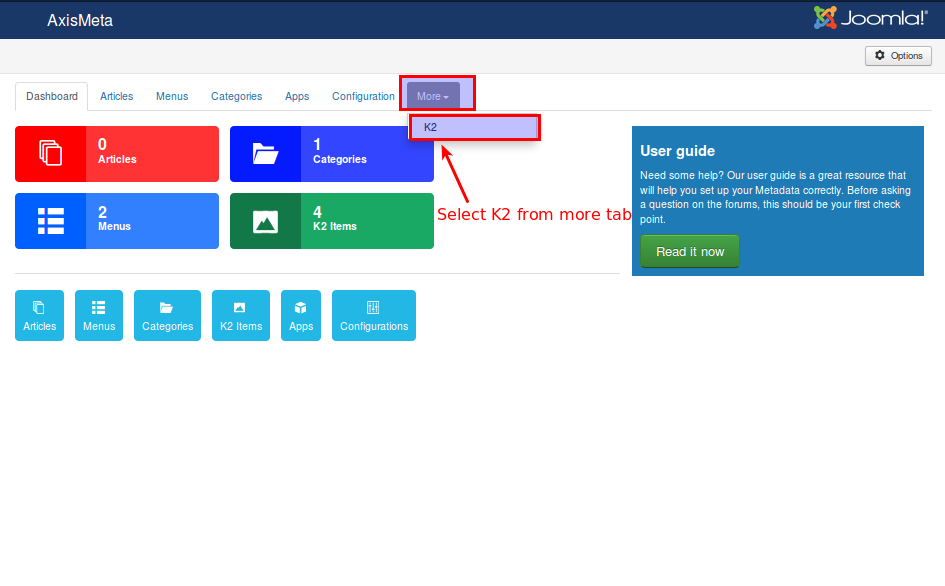 AxisMeta
Joomla!®
Options
Dashboard
Articles
Menus
Categories
Apps
Configuration
More
K2
0
Articles
1
Categories
2
Menus
4
K2 Items
Select K2 from more tab
User guide
Need some help? Our user guide is a great resource that
will help you set up your Metadata correctly. Before asking
a question on the forums, this should be your first check
point.
Read it now
Articles
Menus
Categories
K2 Items
Apps
Configurations